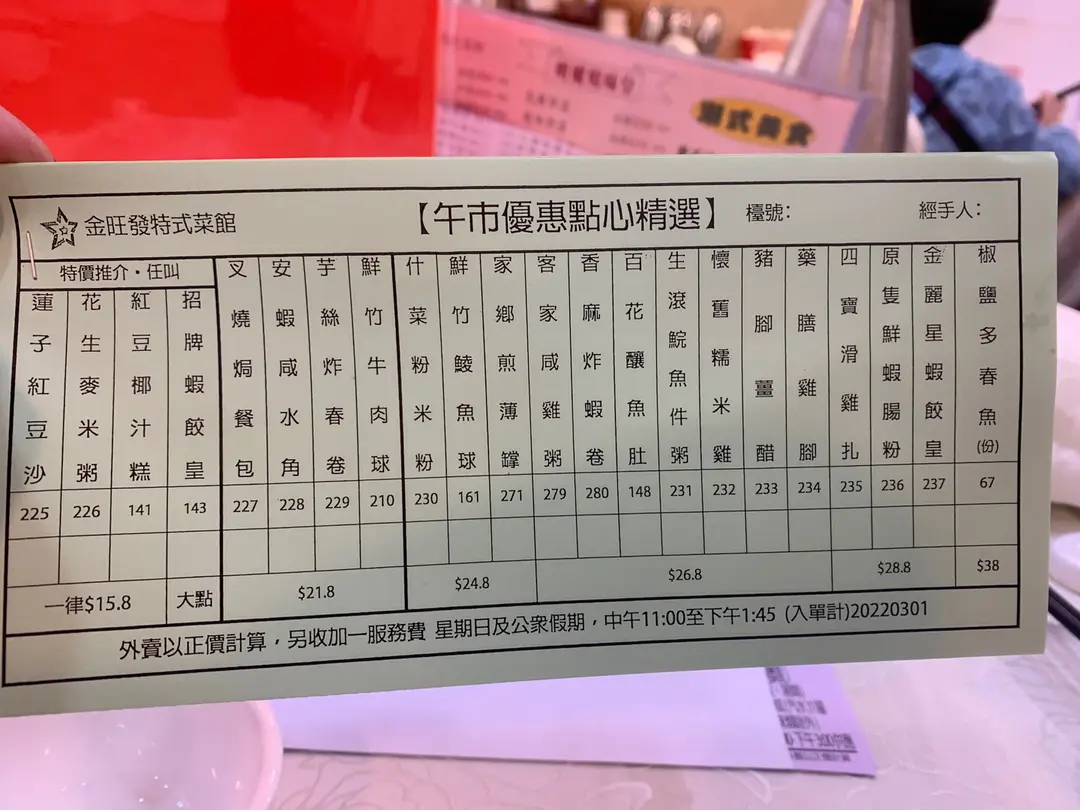 潮式美食
金旺發特式菜館
【午市優惠點心精選】
檯號：
經手人：
特價推介・任叫
蓮子紅豆沙
花生麥米粥
紅豆椰汁糕
招牌蝦餃皇
叉燒焗餐包
安蝦咸水角
芋絲炸春卷
鮮竹牛肉球
什菜粉米粉
鮮竹鯪魚球
家鄉煎薄罉
客家咸雞粥
香麻炸蝦卷
百花釀魚肚
生滾鯇魚件粥
懷舊糯米雞
豬腳薑醋
藥膳雞腳
四寶滑雞扎
原隻鮮蝦腸粉
金麗星蝦餃皇
椒鹽多春魚(份)
225 226 141 143 227 228 229 210 230 161 271 279 280 148 231 232 233 234 235 236 237 67
一律$15.8 大點 $21.8 $24.8 $26.8 $28.8 $38
外賣以正價計算，另收加一服務費 星期日及公眾假期，中午11:00至下午1:45 (入單計)20220301